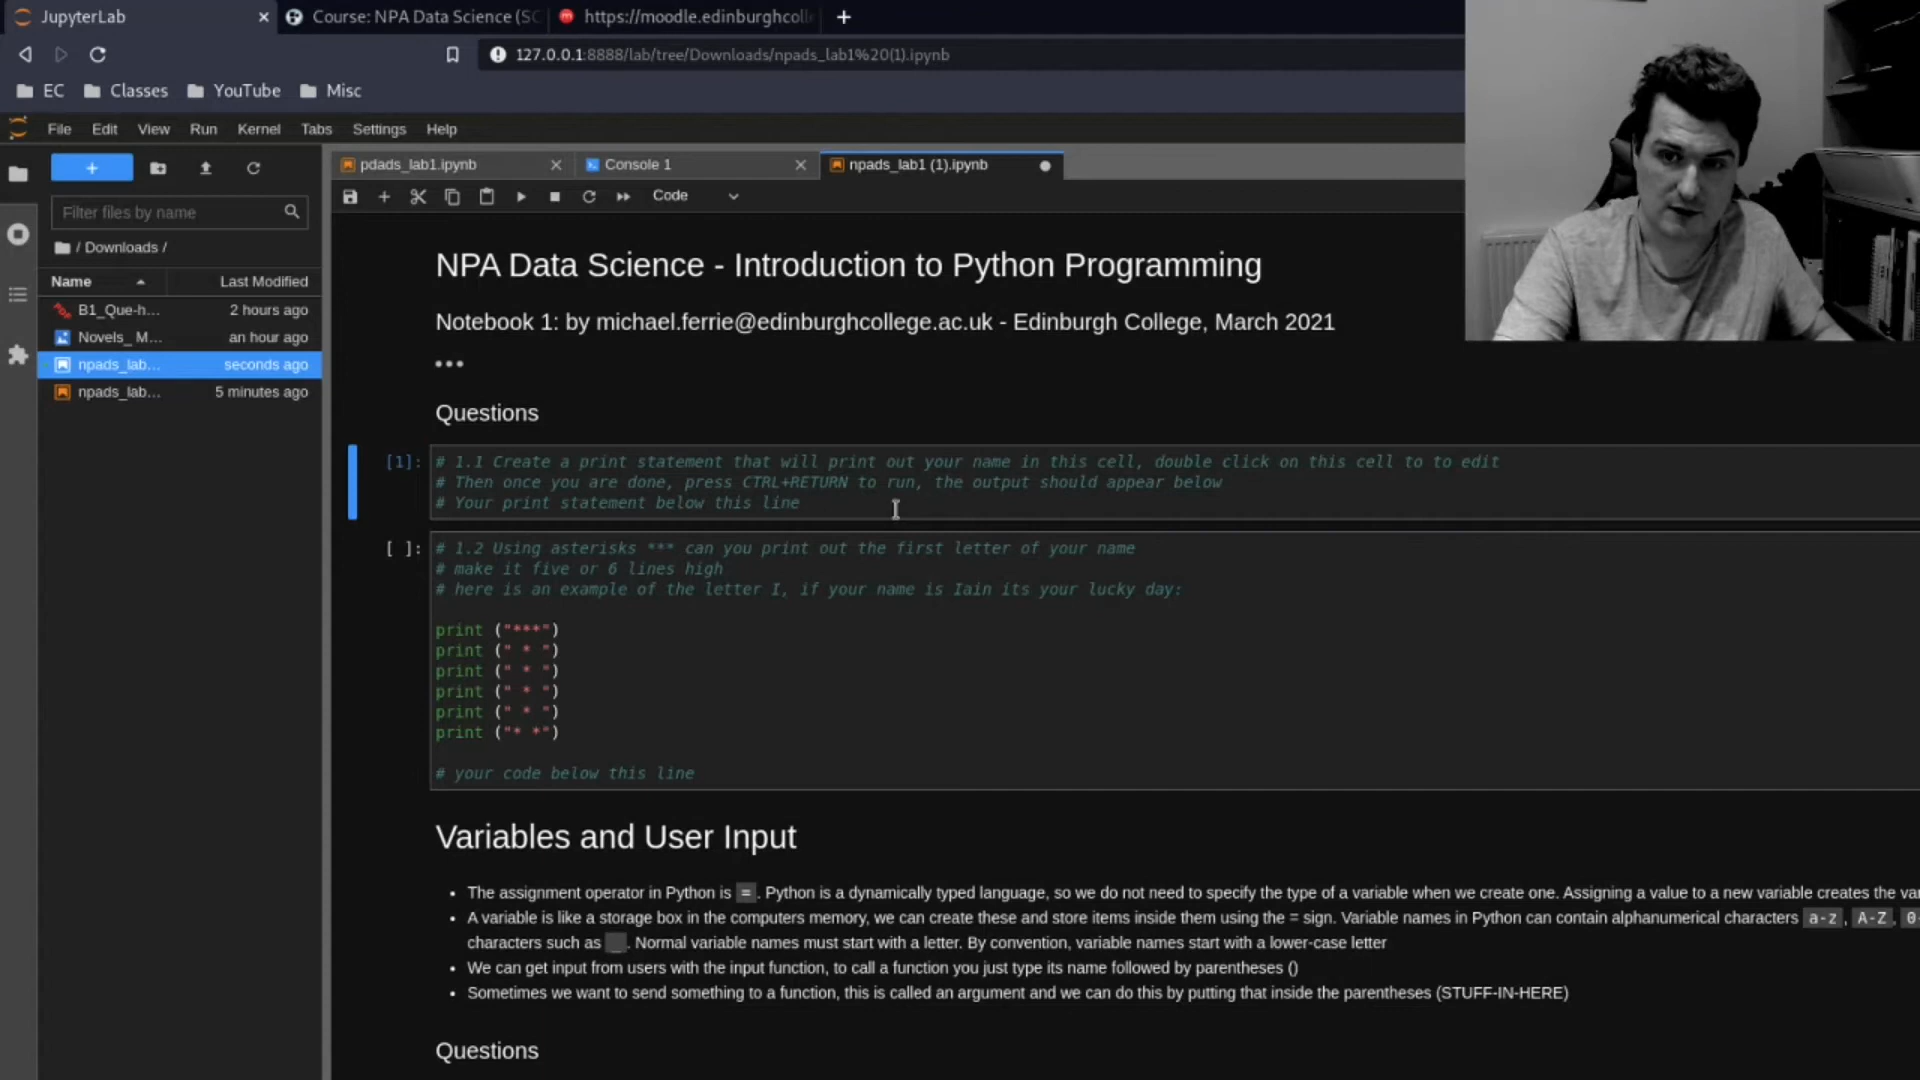 JupyterLab
Course: NPA Data Science (SC
https://moodle.edinburghcoll
127.0.0.1:8888/lab/tree/Downloads/npads_lab1%20(1).ipynb
EC Classes YouTube Misc
File Edit View Run Kernel Tabs Settings Help
pdads_lab1.ipynb
Console 1
npads_lab1 (1).ipynb
Code
Filter files by name
/ Downloads /
Name Last Modified
B1_Que-h... 2 hours ago
Novels_ M... an hour ago
npads_lab... seconds ago
npads_lab... 5 minutes ago
NPA Data Science - Introduction to Python Programming
Notebook 1: by michael.ferrie@edinburghcollege.ac.uk - Edinburgh College, March 2021
Questions
[1]: # 1.1 Create a print statement that will print out your name in this cell, double click on this cell to to edit
# Then once you are done, press CTRL+RETURN to run, the output should appear below
# Your print statement below this line
[ ]: # 1.2 Using asterisks *** can you print out the first letter of your name
# make it five or 6 lines high
# here is an example of the letter I, if your name is Iain its your lucky day:
print ("***")
print (" * ")
print (" * ")
print (" * ")
print (" * ")
print ("* *")
# your code below this line
Variables and User Input
• The assignment operator in Python is =. Python is a dynamically typed language, so we do not need to specify the type of a variable when we create one. Assigning a value to a new variable creates the va
• A variable is like a storage box in the computers memory, we can create these and store items inside them using the = sign. Variable names in Python can contain alphanumerical characters a-z, A-Z, 0-
characters such as _. Normal variable names must start with a letter. By convention, variable names start with a lower-case letter
• We can get input from users with the input function, to call a function you just type its name followed by parentheses ()
• Sometimes we want to send something to a function, this is called an argument and we can do this by putting that inside the parentheses (STUFF-IN-HERE)
Questions